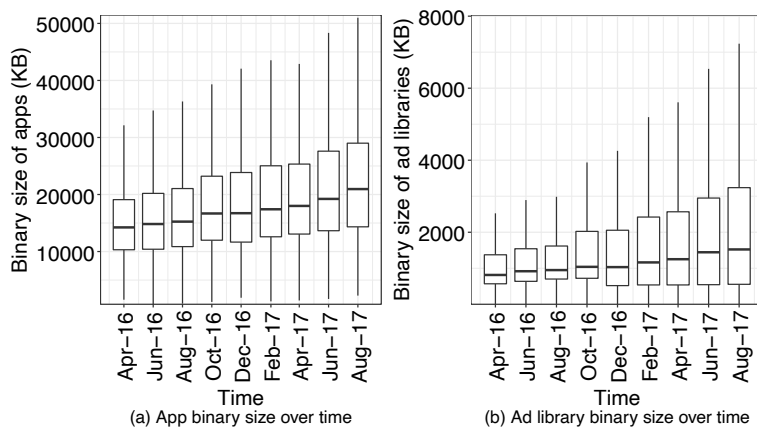 Binary size of apps (KB)
50000
40000
30000
20000
10000
Apr-16
Jun-16
Aug-16
Oct-16
Dec-16
Feb-17
Apr-17
Jun-17
Aug-17
Time
(a) App binary size over time
Binary size of ad libraries (KB)
8000
6000
4000
2000
Apr-16
Jun-16
Aug-16
Oct-16
Dec-16
Feb-17
Apr-17
Jun-17
Aug-17
Time
(b) Ad library binary size over time